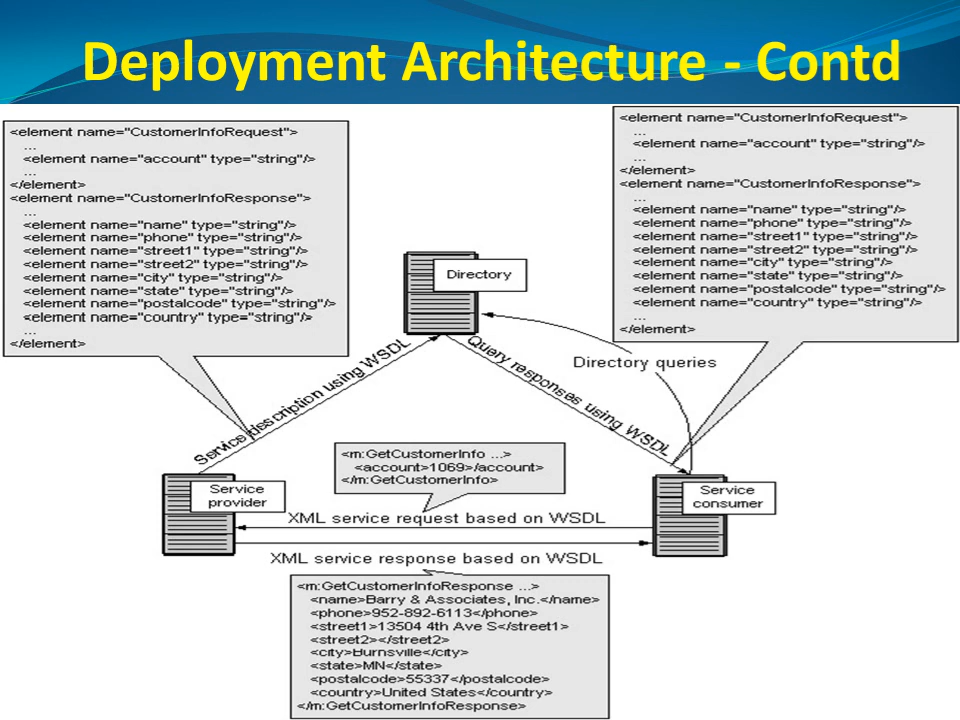 Deployment Architecture - Contd
<element name="CustomerInfoRequest">
...
<element name="account" type="string"/>
...
</element>
<element name="CustomerInfoResponse">
...
<element name="name" type="string"/>
<element name="phone" type="string"/>
<element name="street1" type="string"/>
<element name="street2" type="string"/>
<element name="city" type="string"/>
<element name="state" type="string"/>
<element name="postalcode" type="string"/>
<element name="country" type="string"/>
...
</element>
<element name="CustomerInfoRequest">
...
<element name="account" type="string"/>
...
</element>
<element name="CustomerInfoResponse">
...
<element name="name" type="string"/>
<element name="phone" type="string"/>
<element name="street1" type="string"/>
<element name="street2" type="string"/>
<element name="city" type="string"/>
<element name="state" type="string"/>
<element name="postalcode" type="string"/>
<element name="country" type="string"/>
...
</element>
Directory
Service description using WSDL
Query responses using WSDL
Directory queries
<m:GetCustomerInfo ...>
<account>1069>/account>
</m:GetCustomerInfo>
Service
provider
Service
consumer
XML service request based on WSDL
XML service response based on WSDL
<m:GetCustomerInfoResponse ...>
<name>Barry & Associates, Inc.</name>
<phone>952-892-6113</phone>
<street1>13504 4th Ave S</street1>
<street2></street2>
<city>Burnsville</city>
<state>MN</state>
<postalcode>55337</postalcode>
<country>United States</country>
</m:GetCustomerInfoResponse>